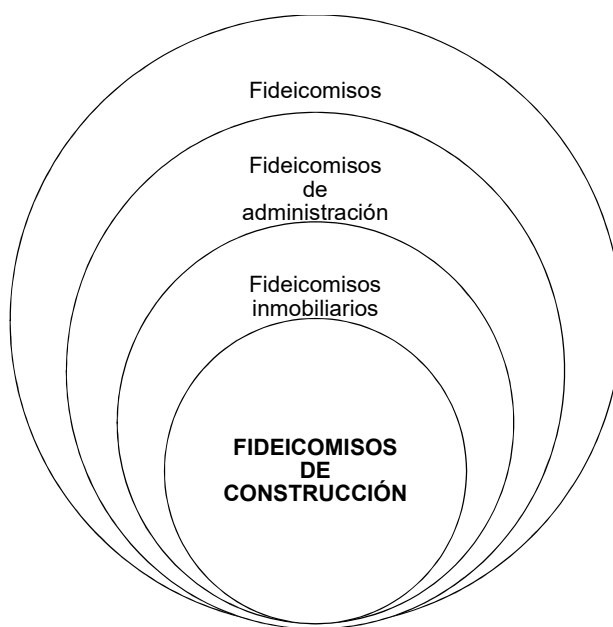 Fideicomisos
Fideicomisos
de
administración
Fideicomisos
inmobiliarios
FIDEICOMISOS
DE
CONSTRUCCIÓN